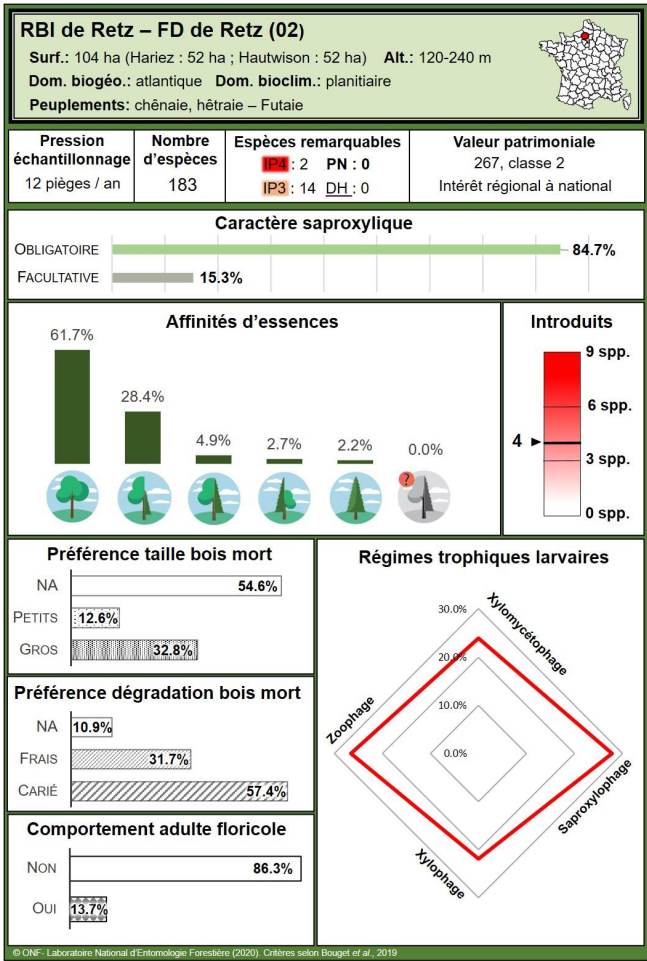 RBI de Retz – FD de Retz (02)
Surf.: 104 ha (Hariez : 52 ha ; Hautwison : 52 ha) Alt.: 120-240 m
Dom. biogéo.: atlantique Dom. bioclim.: planitiaire
Peuplements: chênaie, hêtraie – Futaie
Pression échantillonnage
12 pièges / an
Nombre d'espèces
183
Espèces remarquables
IP4 : 2 PN : 0
IP3 : 14 DH : 0
Valeur patrimoniale
267, classe 2
Intérêt régional à national
Caractère saproxylique
OBLIGATOIRE 84.7%
FACULTATIVE 15.3%
Affinités d'essences
61.7%
28.4%
4.9%
2.7%
2.2%
0.0%
?
Introduits
9 spp.
6 spp.
4
3 spp.
0 spp.
Préférence taille bois mort
NA 54.6%
PETITS 12.6%
GROS 32.8%
Préférence dégradation bois mort
NA 10.9%
FRAIS 31.7%
CARIÉ 57.4%
Comportement adulte floricole
NON 86.3%
OUI 13.7%
Régimes trophiques larvaires
30.0%
20.0%
10.0%
0.0%
Xylomycétophage
Saproxylophage
Xylophage
Zoophage
© ONF- Laboratoire National d'Entomologie Forestière (2020). Critères selon Bouget et al., 2019